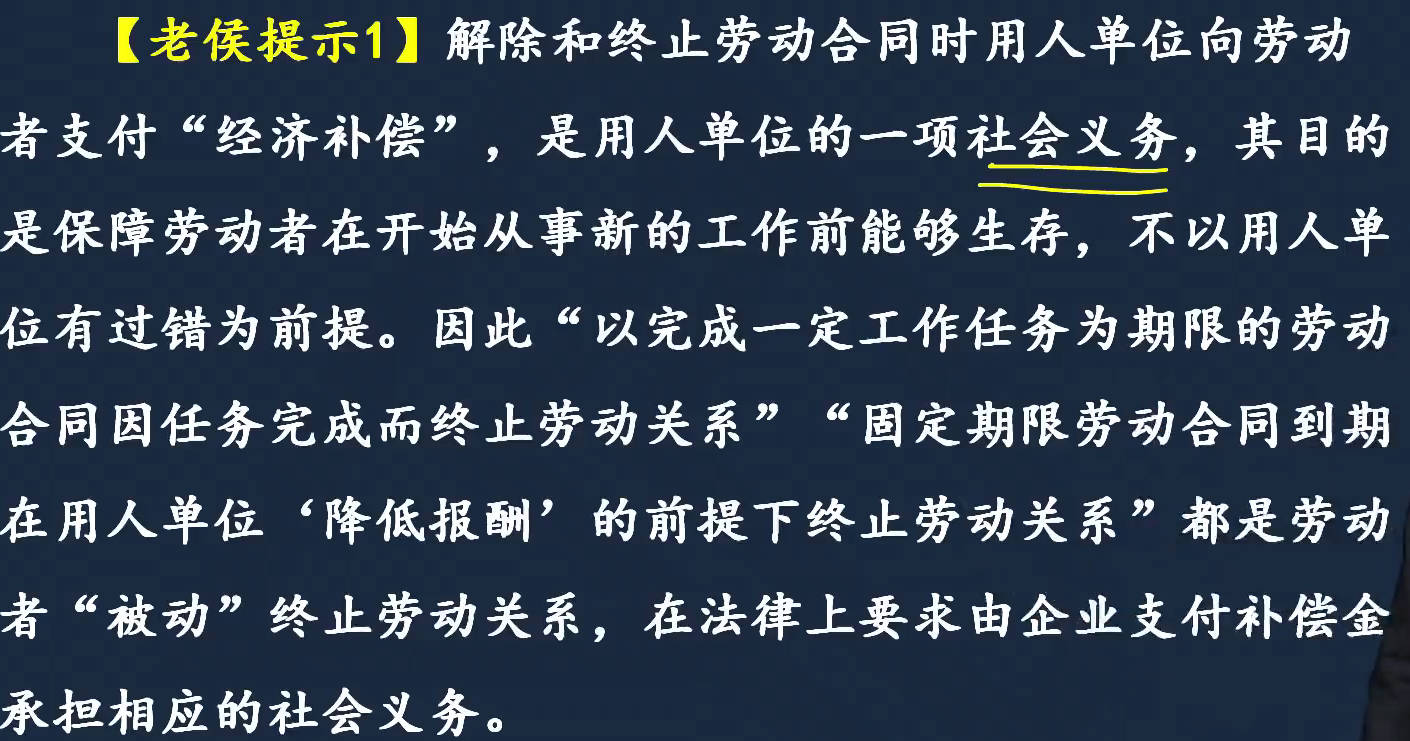 【老侯提示1】解除和终止劳动合同时用人单位向劳动
者支付“经济补偿”，是用人单位的一项社会义务，其目的
是保障劳动者在开始从事新的工作前能够生存，不以用人单
位有过错为前提。因此“以完成一定工作任务为期限的劳动
合同因任务完成而终止劳动关系”“固定期限劳动合同到期
在用人单位‘降低报酬’的前提下终止劳动关系”都是劳动
者“被动”终止劳动关系，在法律上要求由企业支付补偿金
承担相应的社会义务。